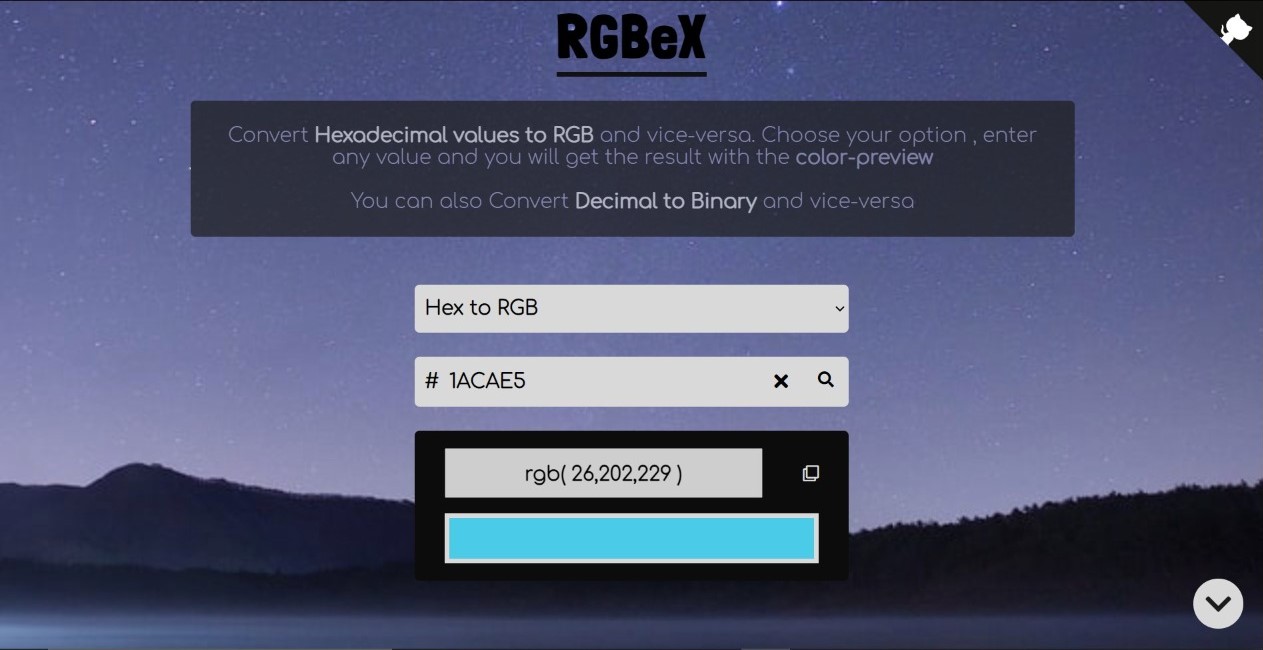 RGBeX
Convert Hexadecimal values to RGB and vice-versa. Choose your option , enter
any value and you will get the result with the color-preview
You can also Convert Decimal to Binary and vice-versa
Hex to RGB
# 1ACAE5
rgb( 26,202,229 )